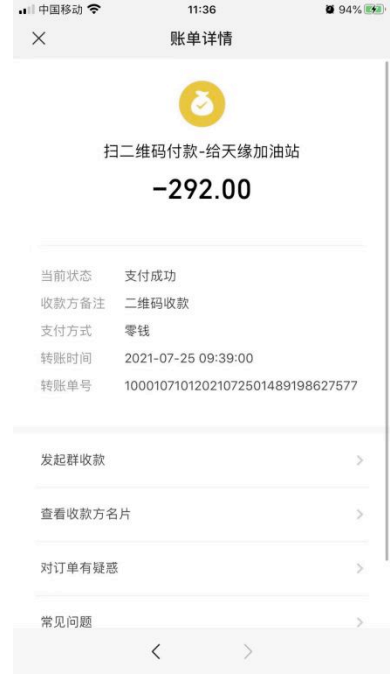 中国移动 11:36 94%
账单详情
扫二维码付款-给天缘加油站
-292.00
当前状态 支付成功
收款方备注 二维码收款
支付方式 零钱
转账时间 2021-07-25 09:39:00
转账单号 1000107101202107250148919862​7577
发起群收款
查看收款方名片
对订单有疑惑
常见问题